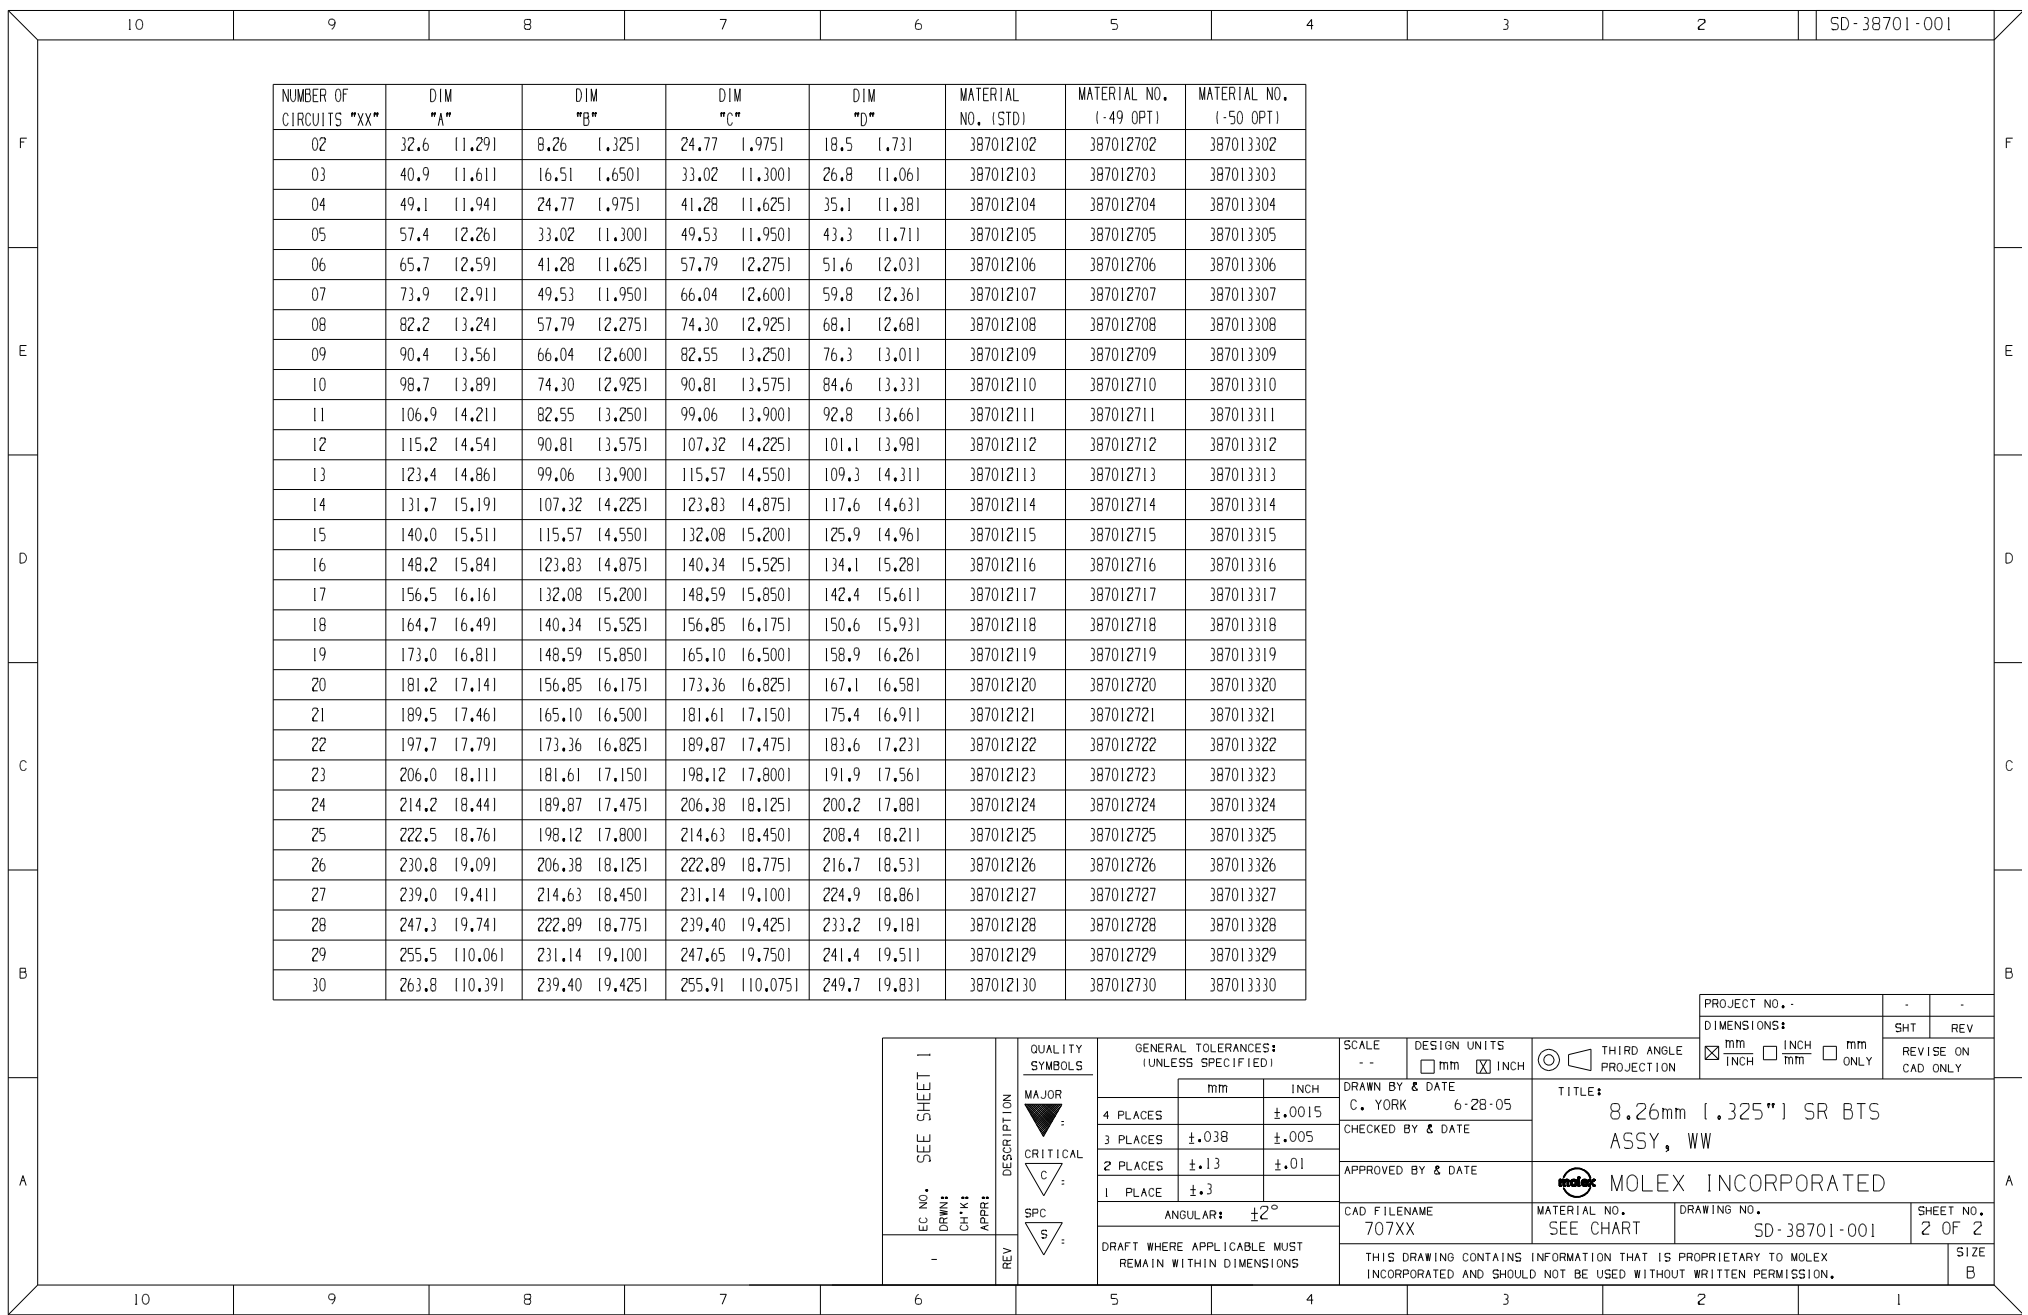 10 9 8 7 6 5 4 3 2 SD-38701-001
NUMBER OF CIRCUITS "XX" DIM "A" DIM "B" DIM "C" DIM "D" MATERIAL NO. (STD) MATERIAL NO. (-49 OPT) MATERIAL NO. (-50 OPT)
02 32.6 [1.29] 8.26 [.325] 24.77 [.975] 18.5 [.73] 387012102 387012702 387013302
F F
03 40.9 [1.61] 16.51 [.650] 33.02 [1.300] 26.8 [1.06] 387012103 387012703 387013303
04 49.1 [1.94] 24.77 [.975] 41.28 [1.625] 35.1 [1.38] 387012104 387012704 387013304
05 57.4 [2.26] 33.02 [1.300] 49.53 [1.950] 43.3 [1.71] 387012105 387012705 387013305
06 65.7 [2.59] 41.28 [1.625] 57.79 [2.275] 51.6 [2.03] 387012106 387012706 387013306
07 73.9 [2.91] 49.53 [1.950] 66.04 [2.600] 59.8 [2.36] 387012107 387012707 387013307
08 82.2 [3.24] 57.79 [2.275] 74.30 [2.925] 68.1 [2.68] 387012108 387012708 387013308
E E
09 90.4 [3.56] 66.04 [2.600] 82.55 [3.250] 76.3 [3.01] 387012109 387012709 387013309
10 98.7 [3.89] 74.30 [2.925] 90.81 [3.575] 84.6 [3.33] 387012110 387012710 387013310
11 106.9 [4.21] 82.55 [3.250] 99.06 [3.900] 92.8 [3.66] 387012111 387012711 387013311
12 115.2 [4.54] 90.81 [3.575] 107.32 [4.225] 101.1 [3.98] 387012112 387012712 387013312
13 123.4 [4.86] 99.06 [3.900] 115.57 [4.550] 109.3 [4.31] 387012113 387012713 387013313
14 131.7 [5.19] 107.32 [4.225] 123.83 [4.875] 117.6 [4.63] 387012114 387012714 387013314
15 140.0 [5.51] 115.57 [4.550] 132.08 [5.200] 125.9 [4.96] 387012115 387012715 387013315
D D
16 148.2 [5.84] 123.83 [4.875] 140.34 [5.525] 134.1 [5.28] 387012116 387012716 387013316
17 156.5 [6.16] 132.08 [5.200] 148.59 [5.850] 142.4 [5.61] 387012117 387012717 387013317
18 164.7 [6.49] 140.34 [5.525] 156.85 [6.175] 150.6 [5.93] 387012118 387012718 387013318
19 173.0 [6.81] 148.59 [5.850] 165.10 [6.500] 158.9 [6.26] 387012119 387012719 387013319
20 181.2 [7.14] 156.85 [6.175] 173.36 [6.825] 167.1 [6.58] 387012120 387012720 387013320
21 189.5 [7.46] 165.10 [6.500] 181.61 [7.150] 175.4 [6.91] 387012121 387012721 387013321
22 197.7 [7.79] 173.36 [6.825] 189.87 [7.475] 183.6 [7.23] 387012122 387012722 387013322
C C
23 206.0 [8.11] 181.61 [7.150] 198.12 [7.800] 191.9 [7.56] 387012123 387012723 387013323
24 214.2 [8.44] 189.87 [7.475] 206.38 [8.125] 200.2 [7.88] 387012124 387012724 387013324
25 222.5 [8.76] 198.12 [7.800] 214.63 [8.450] 208.4 [8.21] 387012125 387012725 387013325
26 230.8 [9.09] 206.38 [8.125] 222.89 [8.775] 216.7 [8.53] 387012126 387012726 387013326
27 239.0 [9.41] 214.63 [8.450] 231.14 [9.100] 224.9 [8.86] 387012127 387012727 387013327
28 247.3 [9.74] 222.89 [8.775] 239.40 [9.425] 233.2 [9.18] 387012128 387012728 387013328
29 255.5 [10.06] 231.14 [9.100] 247.65 [9.750] 241.4 [9.51] 387012129 387012729 387013329
B B
30 263.8 [10.39] 239.40 [9.425] 255.91 [10.075] 249.7 [9.83] 387012130 387012730 387013330
PROJECT NO. - - -
DIMENSIONS: SHT REV
mm/INCH INCH/mm mm ONLY
REVISE ON
CAD ONLY
EC NO. SEE SHEET 1
DRWN:
CH'K:
APPR:
DESCRIPTION
- REV
QUALITY
SYMBOLS
MAJOR
=
CRITICAL
C =
SPC
S =
GENERAL TOLERANCES:
(UNLESS SPECIFIED)
mm INCH
4 PLACES ±.0015
3 PLACES ±.038 ±.005
2 PLACES ±.13 ±.01
1 PLACE ±.3
ANGULAR: ±2°
DRAFT WHERE APPLICABLE MUST
REMAIN WITHIN DIMENSIONS
SCALE
--
DESIGN UNITS
mm INCH
THIRD ANGLE
PROJECTION
DRAWN BY & DATE
C. YORK 6-28-05
CHECKED BY & DATE
APPROVED BY & DATE
TITLE:
8.26mm [.325"] SR BTS
ASSY, WW
molex MOLEX INCORPORATED
A A
CAD FILENAME
707XX
MATERIAL NO.
SEE CHART
DRAWING NO.
SD-38701-001
SHEET NO.
2 OF 2
THIS DRAWING CONTAINS INFORMATION THAT IS PROPRIETARY TO MOLEX
INCORPORATED AND SHOULD NOT BE USED WITHOUT WRITTEN PERMISSION.
SIZE
B
10 9 8 7 6 5 4 3 2 1